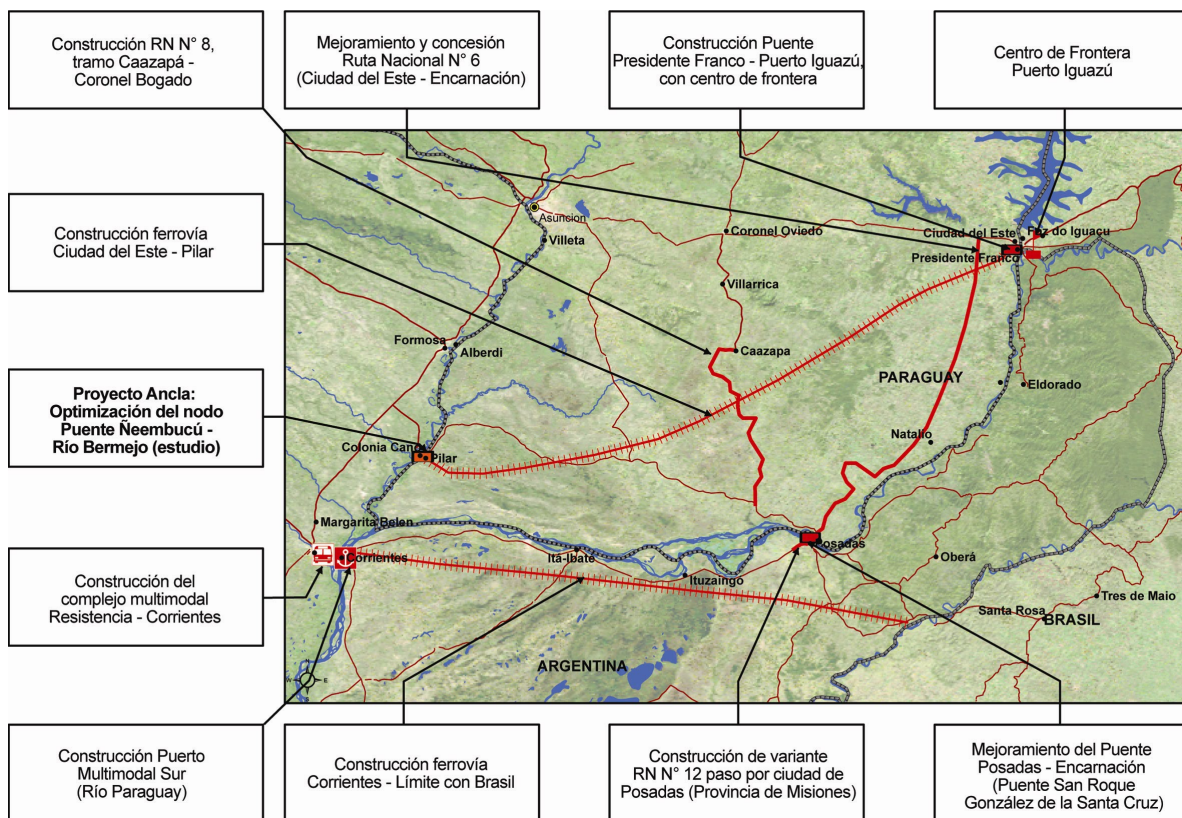 Construcción RN N° 8,
tramo Caazapá -
Coronel Bogado
Mejoramiento y concesión
Ruta Nacional N° 6
(Ciudad del Este - Encarnación)
Construcción Puente
Presidente Franco - Puerto Iguazú,
con centro de frontera
Centro de Frontera
Puerto Iguazú
Construcción ferrovía
Ciudad del Este - Pilar
Proyecto Ancla:
Optimización del nodo
Puente Ñeembucú -
Río Bermejo (estudio)
Construcción del
complejo multimodal
Resistencia - Corrientes
Asuncion
Villeta
Coronel Oviedo
Ciudad del Este
Foz do Iguaçu
Presidente Franco
Villarrica
Formosa
Alberdi
Caazapa
PARAGUAY
Eldorado
Natalio
Colonia Cano
Pilar
Margarita Belen
Corrientes
Itá-Ibate
Ituzaingo
Posadas
Oberá
Tres de Maio
Santa Rosa
BRASIL
ARGENTINA
W
E
Construcción Puerto
Multimodal Sur
(Río Paraguay)
Construcción ferrovía
Corrientes - Límite con Brasil
Construcción de variante
RN N° 12 paso por ciudad de
Posadas (Provincia de Misiones)
Mejoramiento del Puente
Posadas - Encarnación
(Puente San Roque
González de la Santa Cruz)